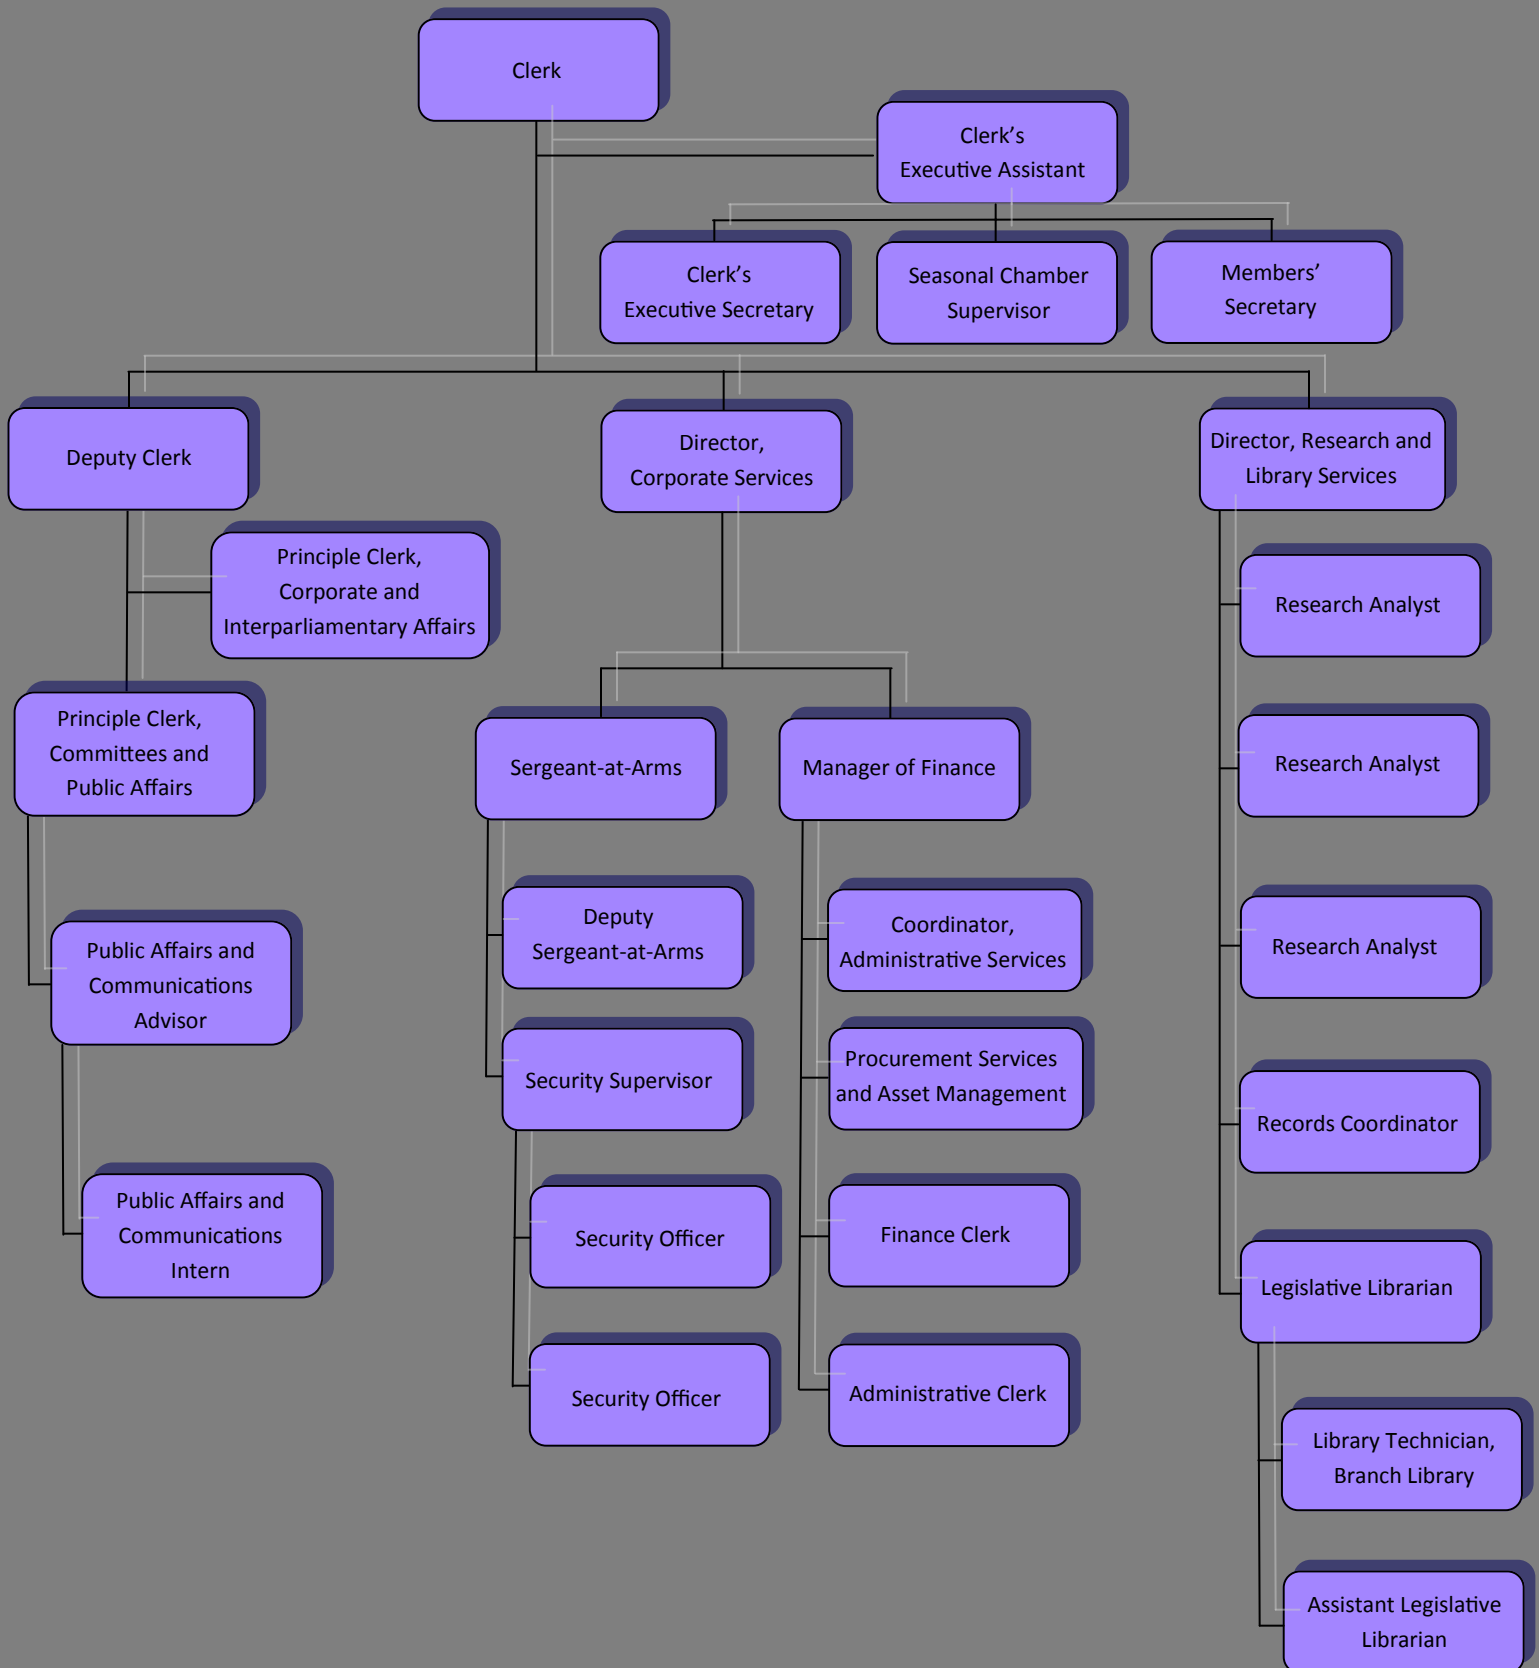 Clerk
Clerk’s
Executive Assistant
Clerk’s
Executive Secretary
Seasonal Chamber
Supervisor
Members’
Secretary
Deputy Clerk
Director,
Corporate Services
Director, Research and
Library Services
Principle Clerk,
Corporate and
Interparliamentary Affairs
Principle Clerk,
Committees and
Public Affairs
Public Affairs and
Communications
Advisor
Public Affairs and
Communications
Intern
Sergeant-at-Arms
Deputy
Sergeant-at-Arms
Security Supervisor
Security Officer
Security Officer
Manager of Finance
Coordinator,
Administrative Services
Procurement Services
and Asset Management
Finance Clerk
Administrative Clerk
Research Analyst
Research Analyst
Research Analyst
Records Coordinator
Legislative Librarian
Library Technician,
Branch Library
Assistant Legislative
Librarian